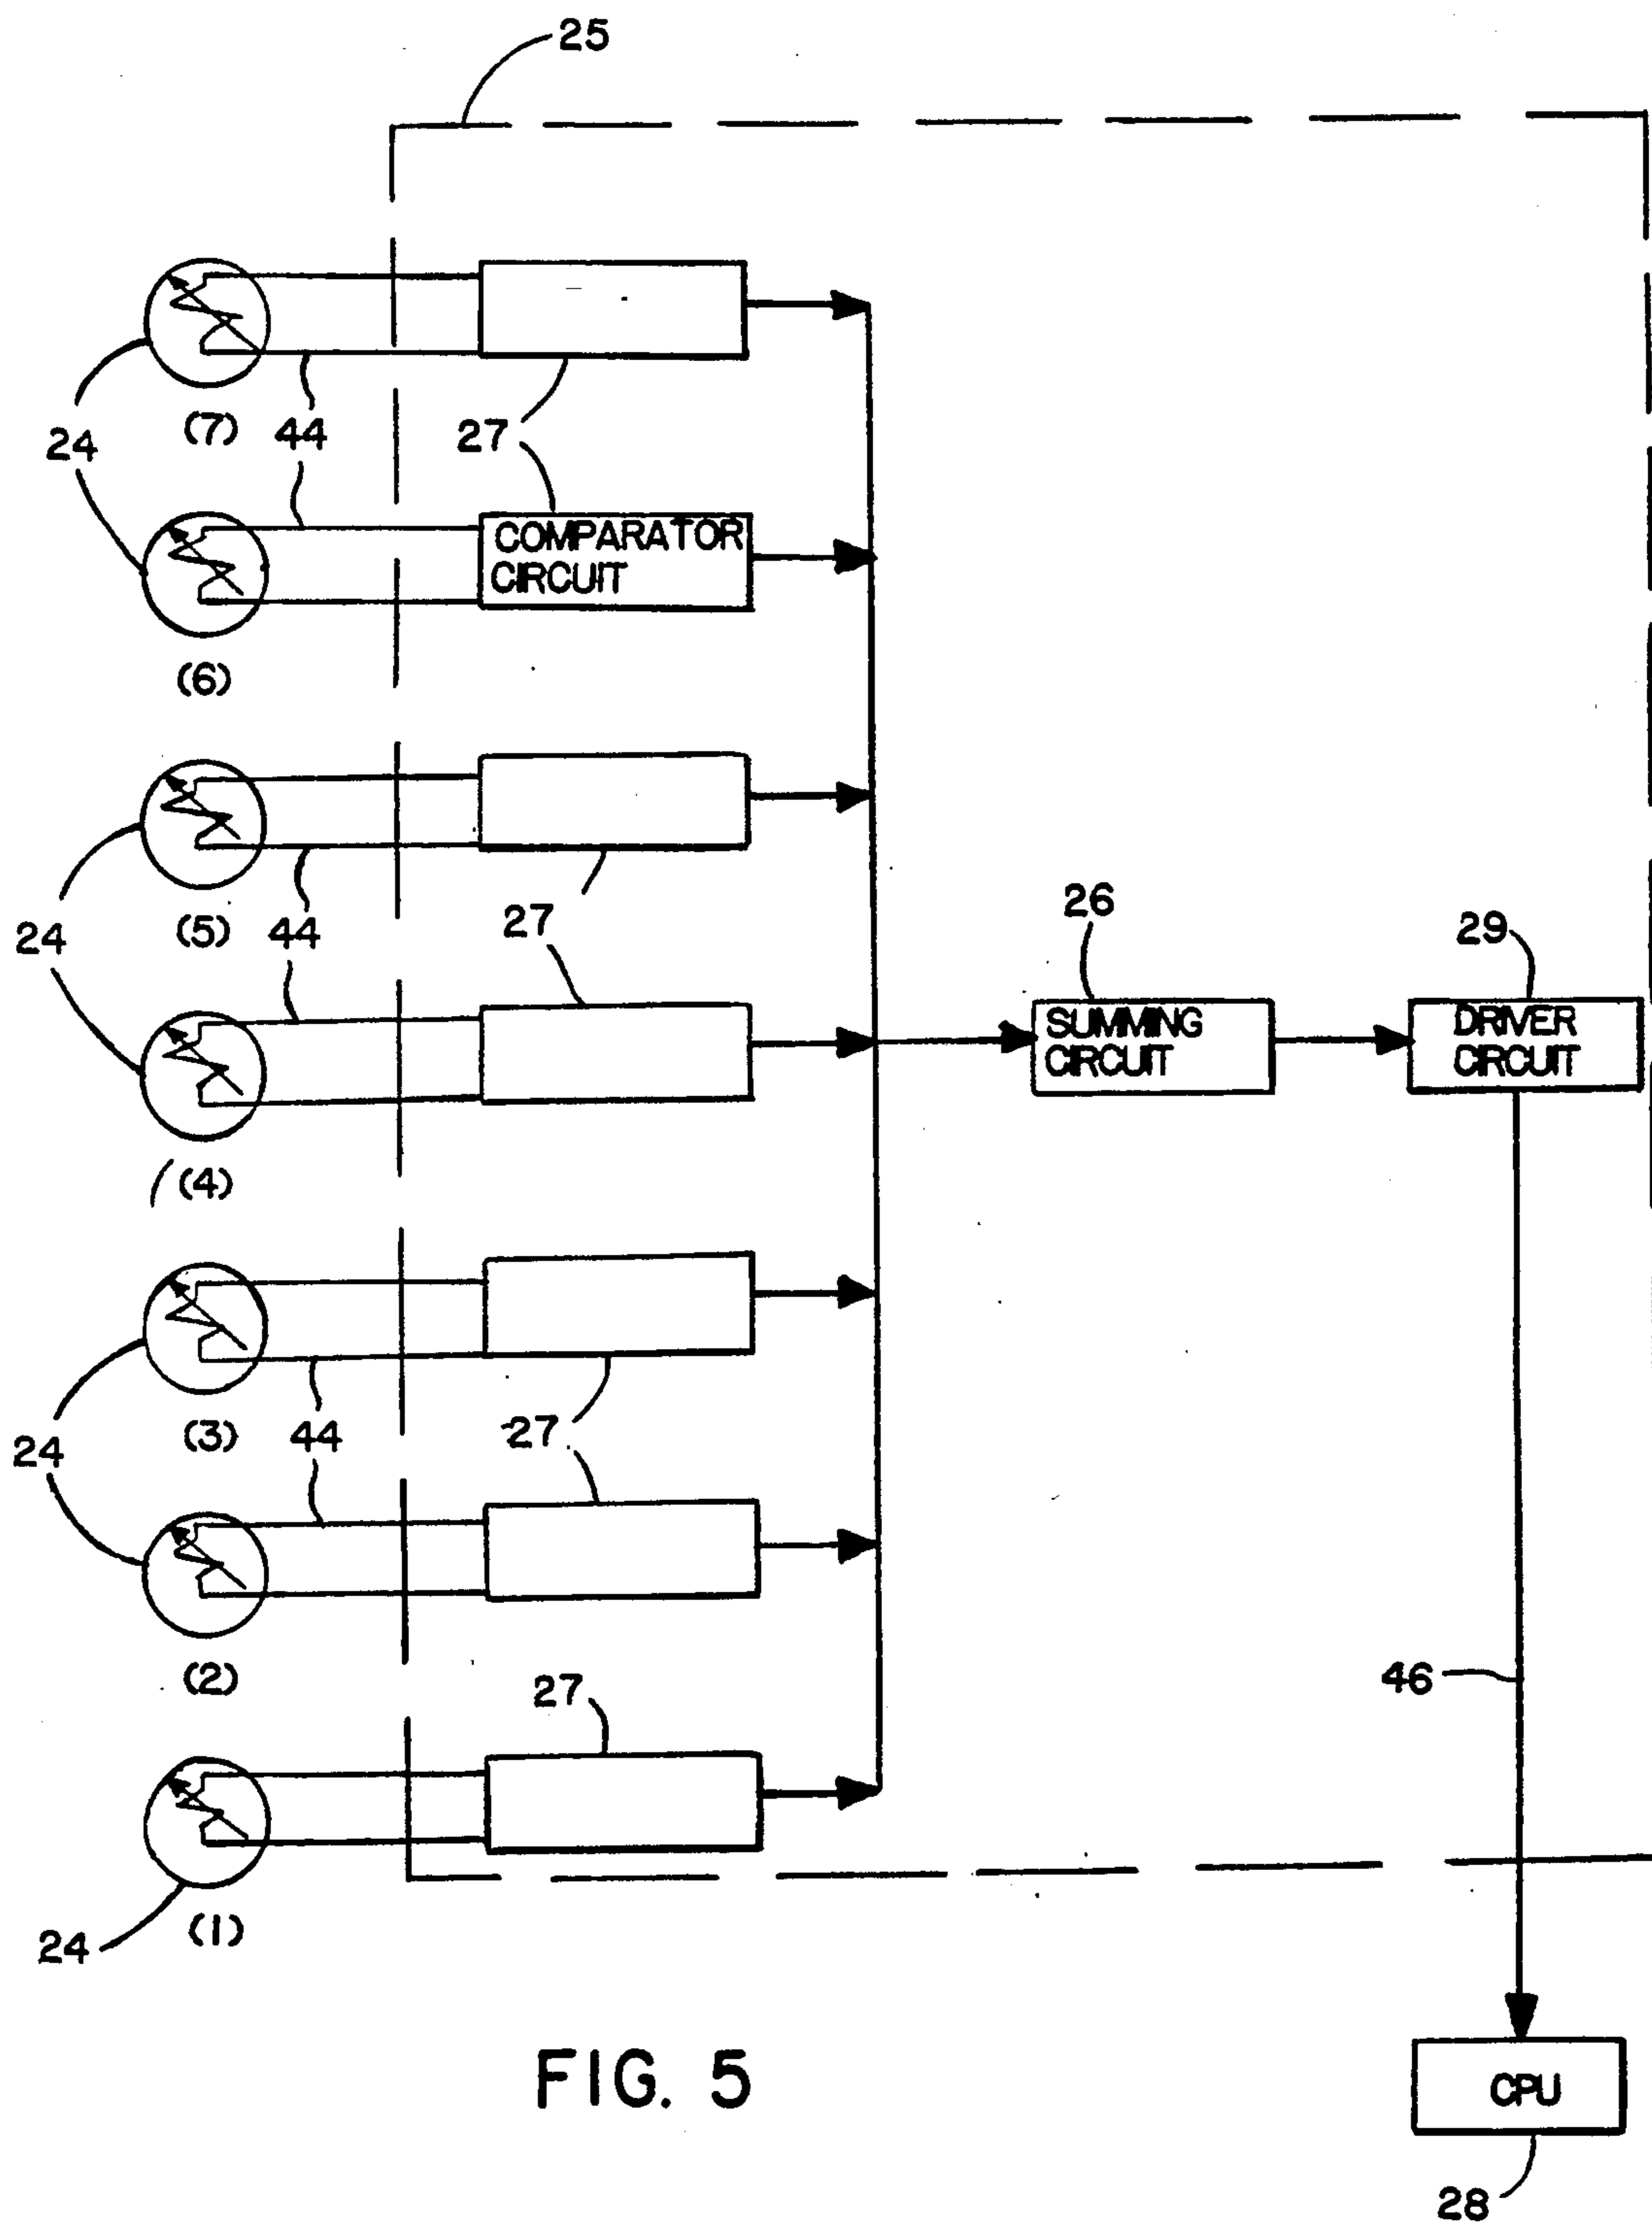 25
(7)
44
27
24
COMPARATOR
CIRCUIT
(6)
(5)
44
27
24
26
29
SUMMING
CIRCUIT
DRIVER
CIRCUIT
(4)
(3)
44
27
24
(2)
27
46
(1)
24
FIG. 5
CPU
28